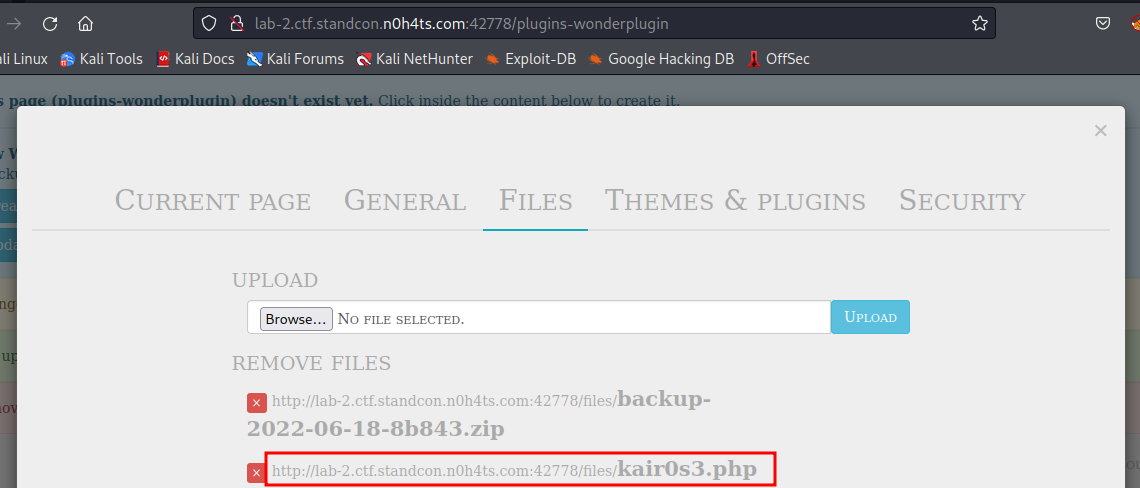 lab-2.ctf.standcon.n0h4ts.com:42778/plugins-wonderplugin
Kali Tools Kali Docs Kali Forums Kali NetHunter Exploit-DB Google Hacking DB OffSec
page (plugins-wonderplugin) doesn't exist yet. Click inside the content below to create it.
×
CURRENT PAGE GENERAL FILES THEMES & PLUGINS SECURITY
UPLOAD
Browse... NO FILE SELECTED. UPLOAD
REMOVE FILES
× http://lab-2.ctf.standcon.n0h4ts.com:42778/files/backup-
2022-06-18-8b843.zip
× http://lab-2.ctf.standcon.n0h4ts.com:42778/files/kair0s3.php